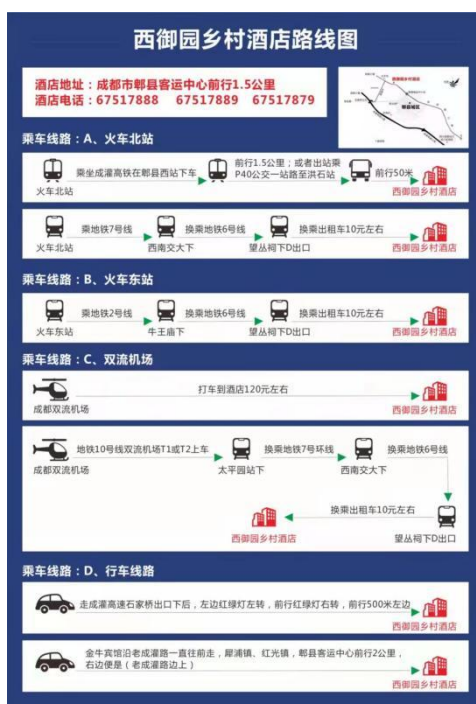 西御园乡村酒店路线图
酒店地址：成都市郫县客运中心前行1.5公里
酒店电话：67517888 67517889 67517879
乘车线路：A、火车北站
乘坐成灌高铁在郫县西站下车
前行1.5公里；或者出站乘
P40公交一站路至洪石站
前行50米
火车北站
西御园乡村酒店
乘地铁7号线
换乘地铁6号线
换乘出租车10元左右
火车北站
西南交大下
望丛祠下D出口
西御园乡村酒店
乘车线路：B、火车东站
乘地铁2号线
换乘地铁6号线
换乘出租车10元左右
火车东站
牛王庙下
望丛祠下D出口
西御园乡村酒店
乘车线路：C、双流机场
打车到酒店120元左右
成都双流机场
西御园乡村酒店
地铁10号线双流机场T1或T2上车
换乘地铁7号环线
换乘地铁6号线
成都双流机场
太平园站下
西南交大下
换乘出租车10元左右
西御园乡村酒店
望丛祠下D出口
乘车线路：D、行车线路
走成灌高速石家桥出口下后，左边红绿灯左转，前行红绿灯右转，前行500米左边
西御园乡村酒店
金牛宾馆沿老成灌路一直往前走，犀浦镇、红光镇，郫县客运中心前行2公里，
右边便是（老成灌路边上）
西御园乡村酒店